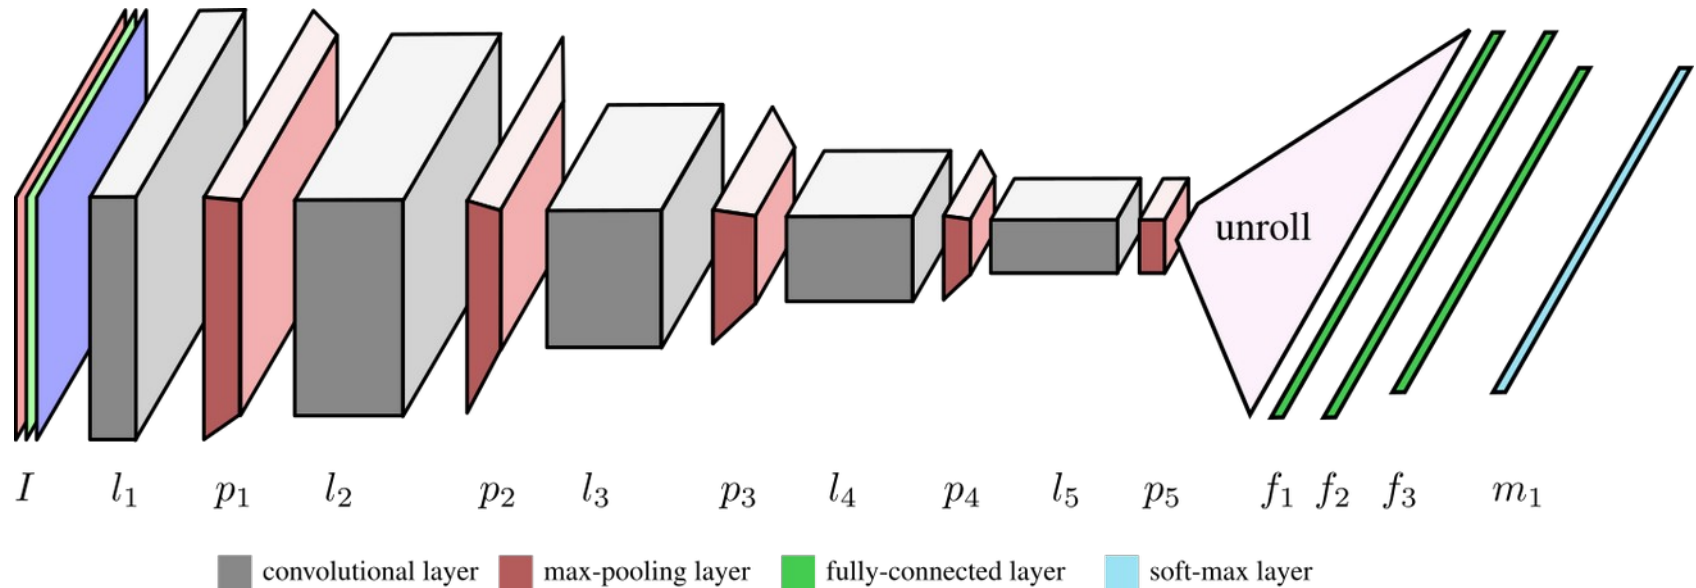 unroll
I l₁ p₁ l₂ p₂ l₃ p₃ l₄ p₄ l₅ p₅ f₁ f₂ f₃ m₁
convolutional layer max-pooling layer fully-connected layer soft-max layer